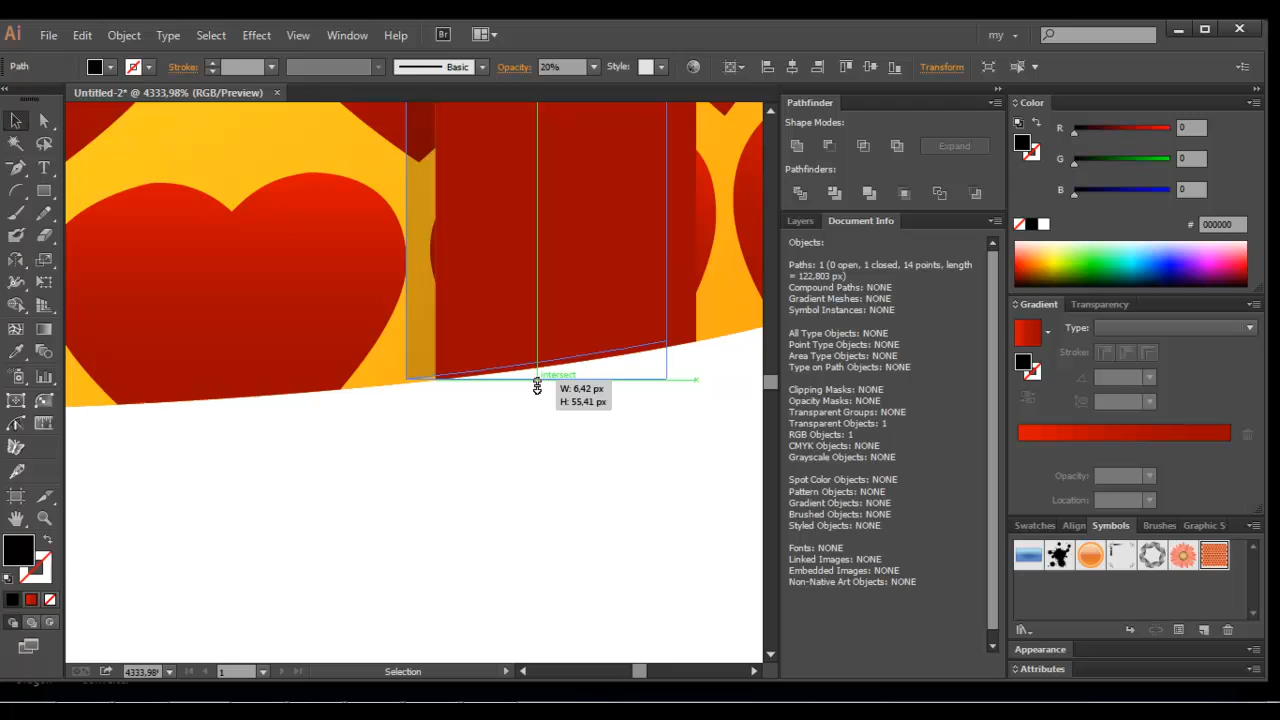 Ai File Edit Object Type Select Effect View Window Help Br my
Path Stroke: Basic Opacity: 20% Style: Transform
Untitled-2* @ 4333,98% (RGB/Preview) ×
Pathfinder
Shape Modes:
Expand
Pathfinders:
Layers Document Info
Objects:
Paths: 1 (0 open, 1 closed, 14 points, length
= 122,803 px)
Compound Paths: NONE
Gradient Meshes: NONE
Symbol Instances: NONE
All Type Objects: NONE
Point Type Objects: NONE
Area Type Objects: NONE
Type on Path Objects: NONE
Clipping Masks: NONE
Opacity Masks: NONE
Transparent Groups: NONE
Transparent Objects: 1
RGB Objects: 1
CMYK Objects: NONE
Grayscale Objects: NONE
Spot Color Objects: NONE
Pattern Objects: NONE
Gradient Objects: NONE
Brushed Objects: NONE
Styled Objects: NONE
Fonts: NONE
Linked Images: NONE
Embedded Images: NONE
Non-Native Art Objects: NONE
Color
R 0
G 0
B 0
# 000000
Gradient Transparency
Type:
Stroke:
Opacity:
Location:
Swatches Align Symbols Brushes Graphic S
Appearance
Attributes
intersect
W: 6,42 px
H: 55,41 px
4333,98% 1 Selection